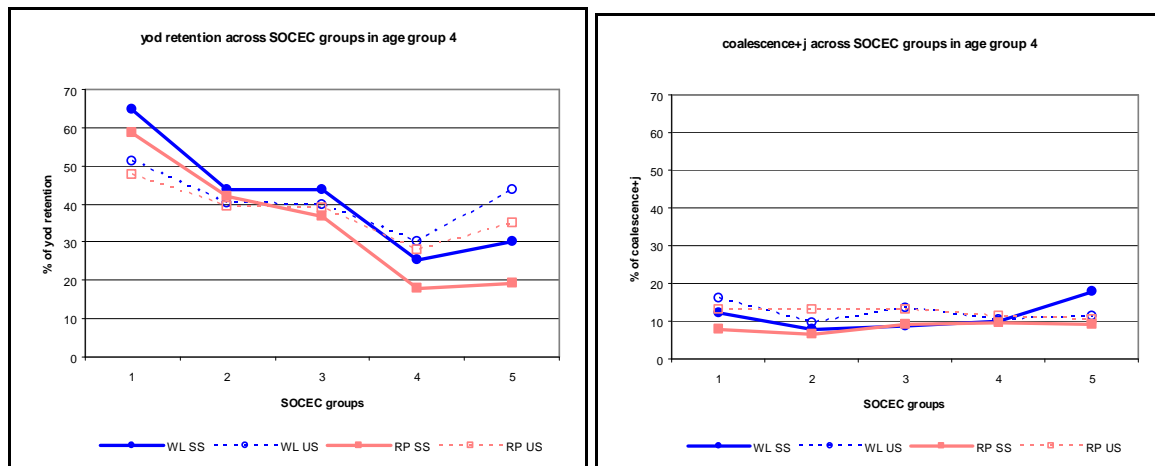 yod retention across SOCEC groups in age group 4
% of yod retention
70
60
50
40
30
20
10
0
1 2 3 4 5
SOCEC groups
WL SS WL US RP SS RP US
coalescence+j across SOCEC groups in age group 4
% of coalescence+j
70
60
50
40
30
20
10
0
1 2 3 4 5
SOCEC groups
WL SS WL US RP SS RP US